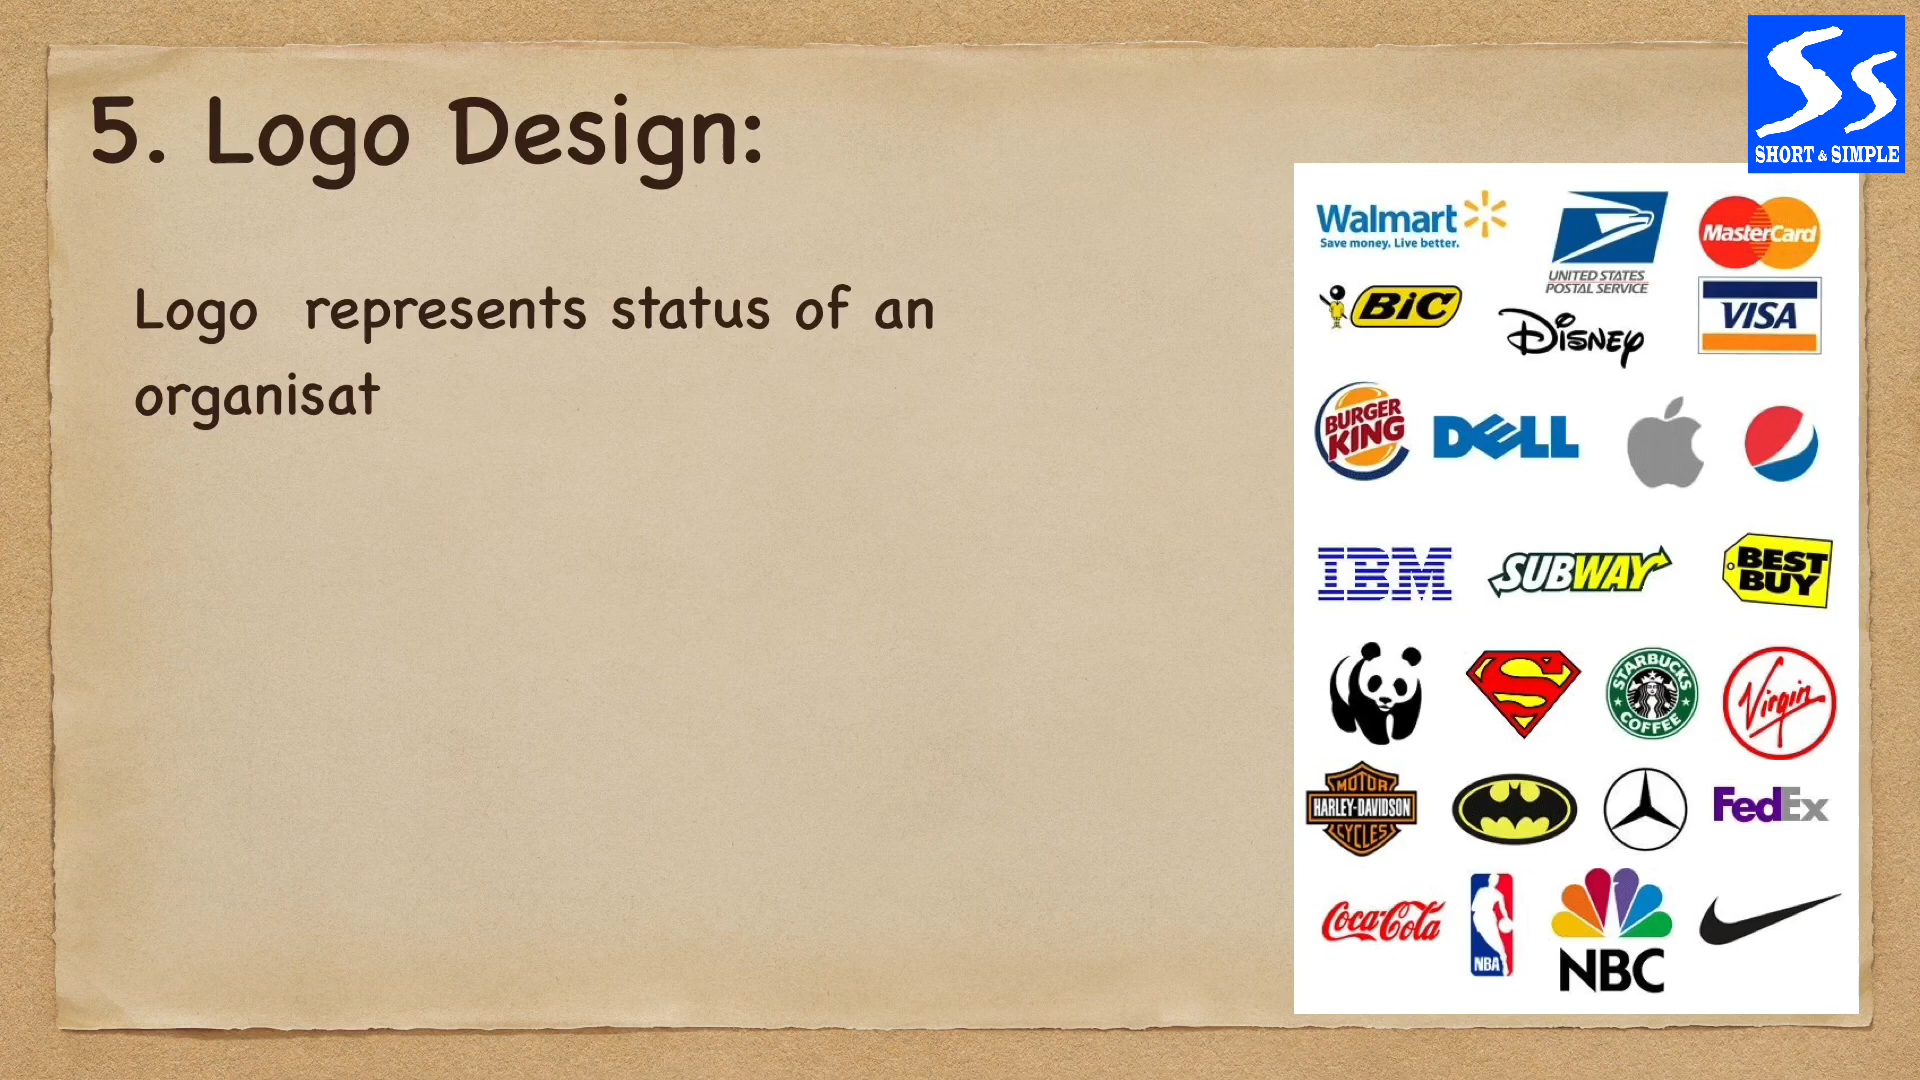 5. Logo Design:
Logo represents status of an
organisat
Ss
SHORT & SIMPLE
Walmart
Save money. Live better.
UNITED STATES
POSTAL SERVICE
MasterCard
BiC
Disney
VISA
BURGER
KING
DELL
IBM
SUBWAY
BEST
BUY
STARBUCKS
COFFEE
Virgin
MOTOR
HARLEY-DAVIDSON
CYCLES
FedEx
Coca-Cola
NBA
NBC